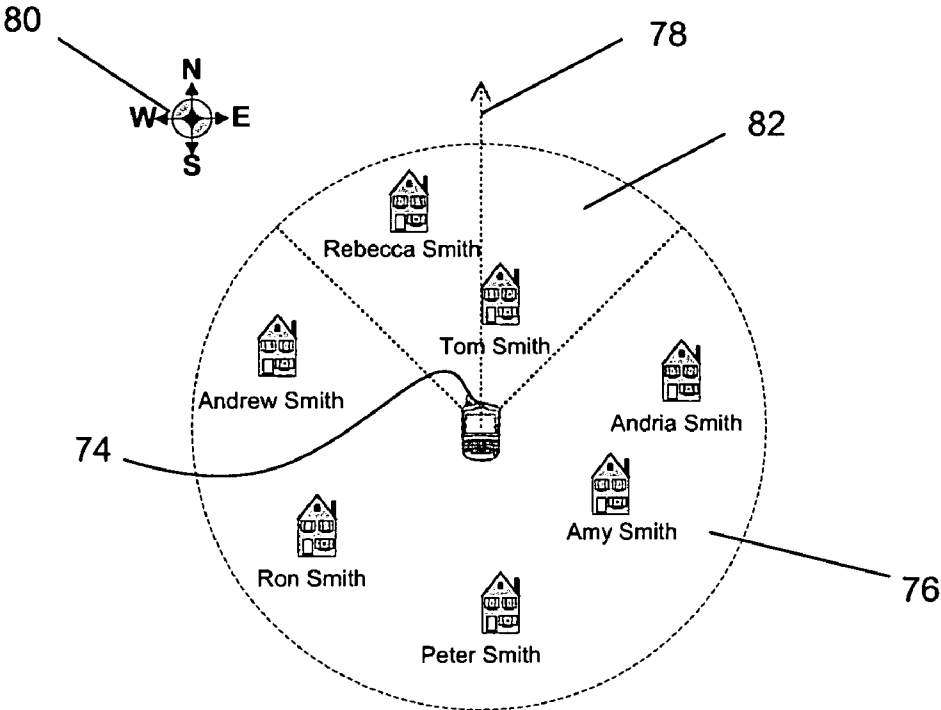 80
78
N
W E
S
82
Rebecca Smith
Tom Smith
Andrew Smith
Andria Smith
74
Amy Smith
Ron Smith
76
Peter Smith